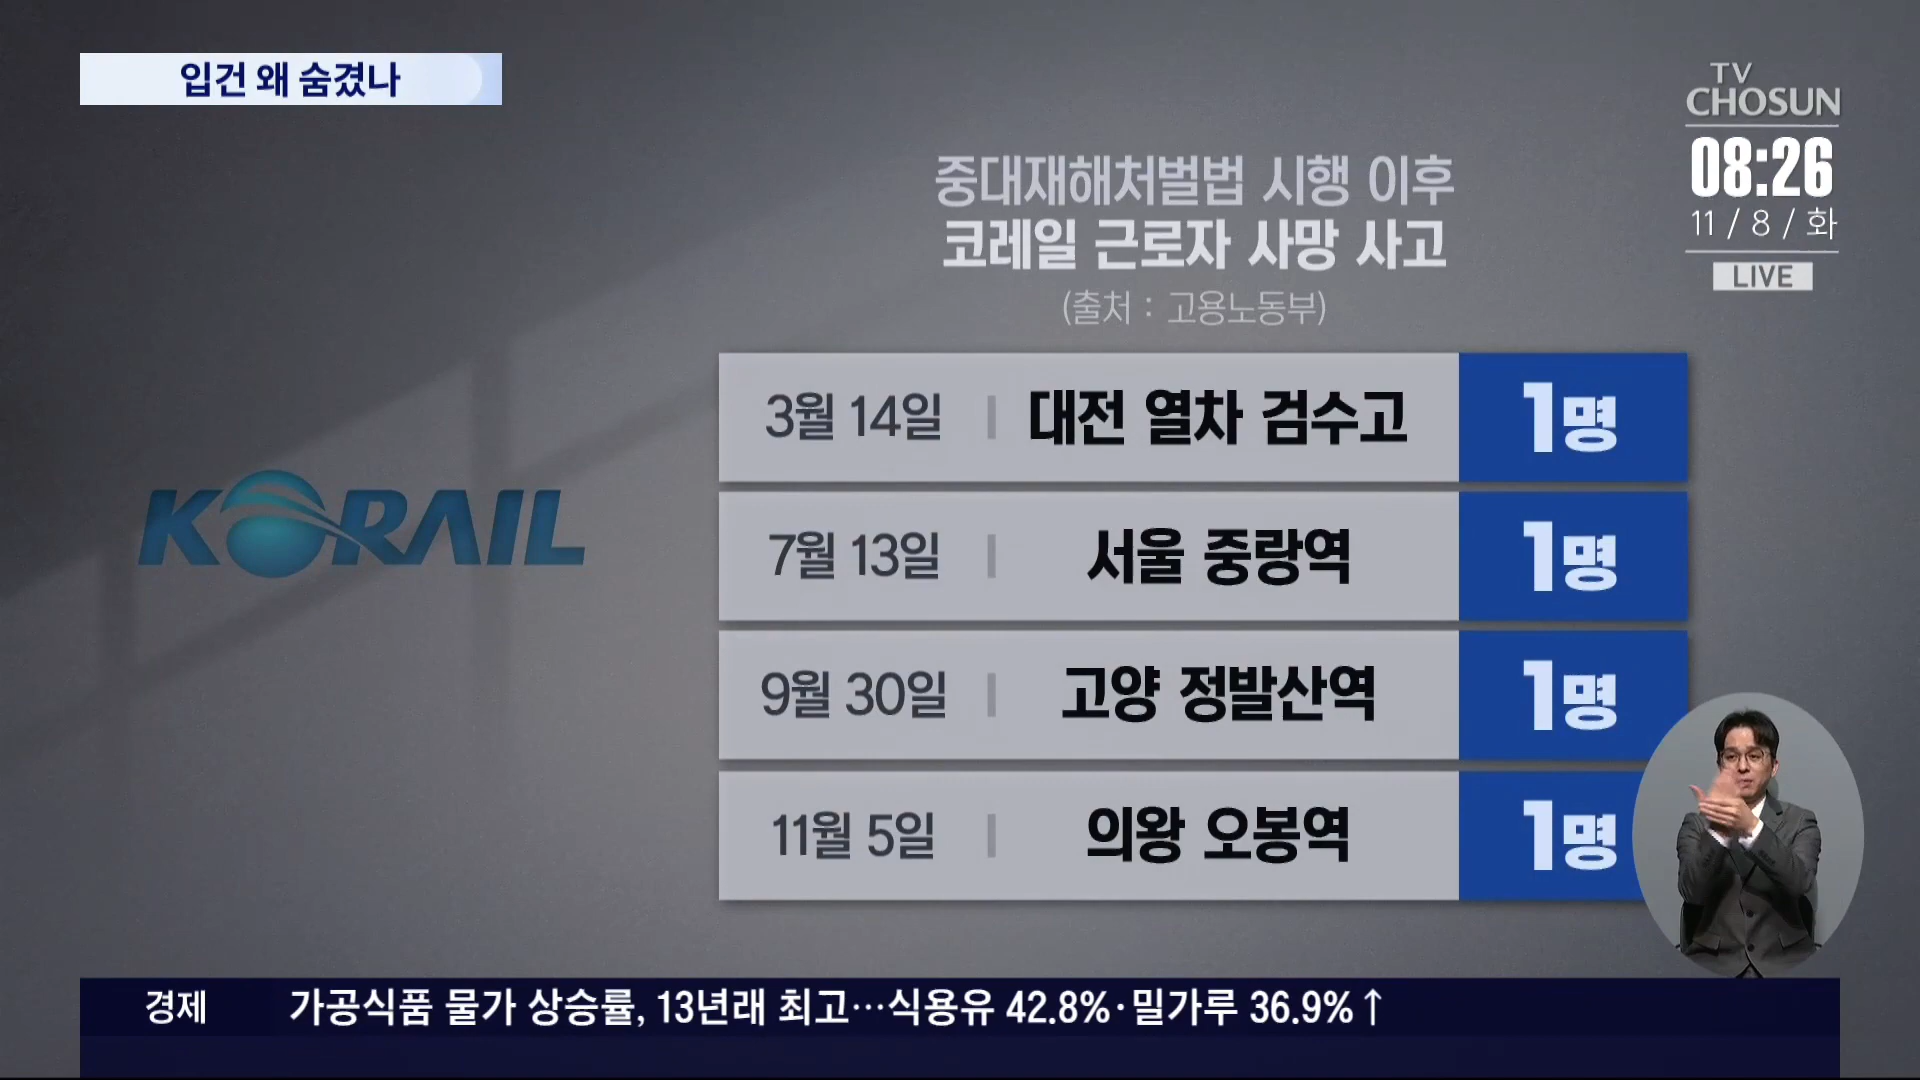 입건 왜 숨겼나
TV
CHOSUN
08:26
11 / 8 / 화
LIVE
중대재해처벌법 시행 이후
코레일 근로자 사망 사고
(출처 : 고용노동부)
KORAIL
3월 14일 | 대전 열차 검수고 1명
7월 13일 | 서울 중랑역 1명
9월 30일 | 고양 정발산역 1명
11월 5일 | 의왕 오봉역 1명
경제 가공식품 물가 상승률, 13년래 최고…식용유 42.8%·밀가루 36.9%↑